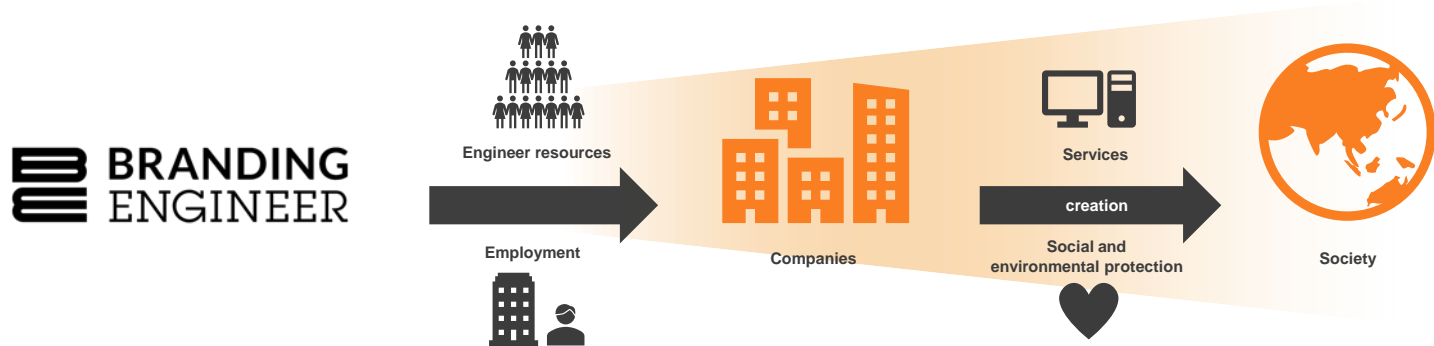 BRANDING
ENGINEER
Engineer resources
Employment
Companies
Services
creation
Social and
environmental protection
Society